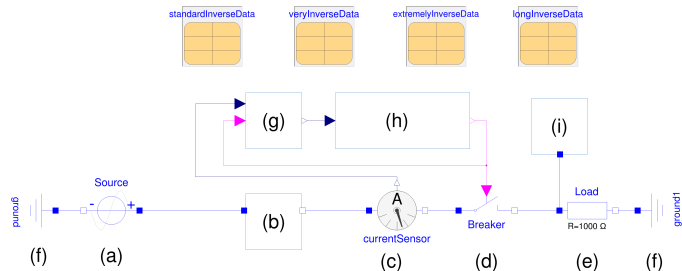 standardInverseData veryInverseData extremelyInverseData longInverseData
(g) (h) (i)
Source A Load ground1
ground - + (b) R=1000 Ω
currentSensor Breaker
(f) (a) (c) (d) (e) (f)